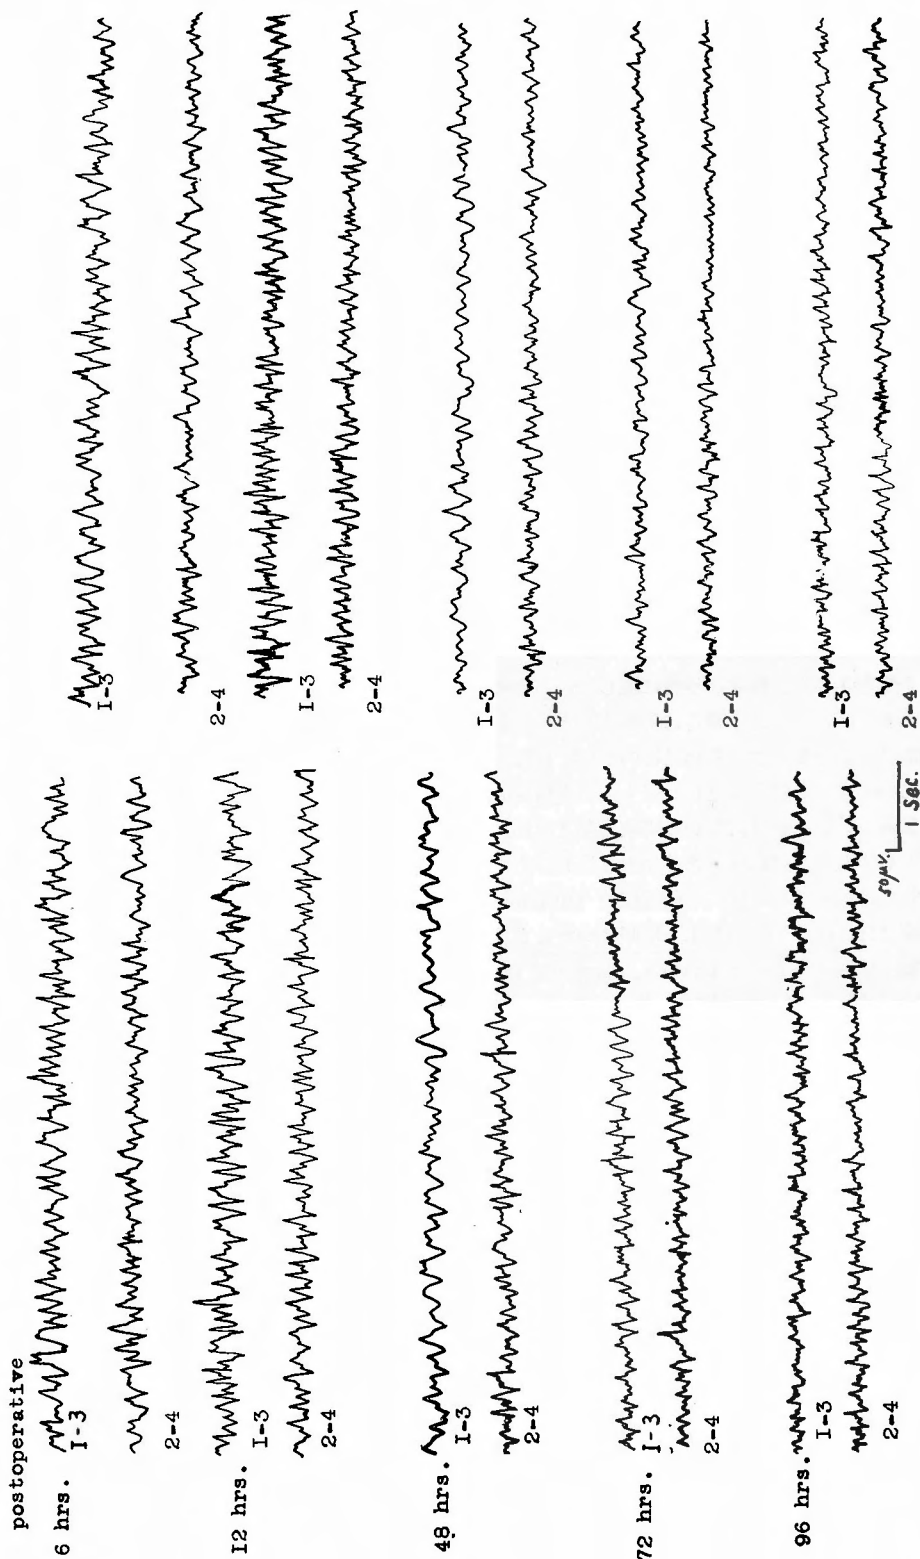 postoperative
6 hrs.
I-3
I-3
2-4
2-4
I2 hrs.
I-3
I-3
2-4
2-4
48 hrs.
I-3
I-3
2-4
2-4
72 hrs.
I-3
I-3
2-4
2-4
96 hrs.
I-3
I-3
2-4
2-4
50µV.
1 SEC.